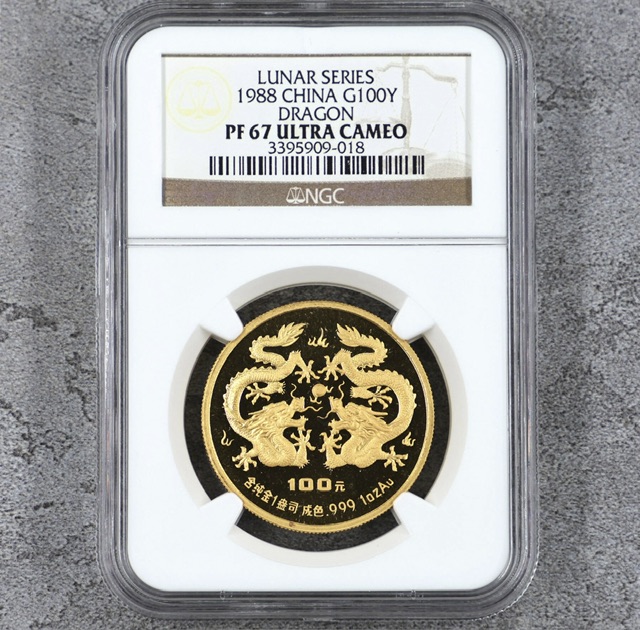 LUNAR SERIES
1988 CHINA G100Y
DRAGON
PF 67 ULTRA CAMEO
3395909-018
NGC
100元
含纯金1盎司 成色.999 1ozAu